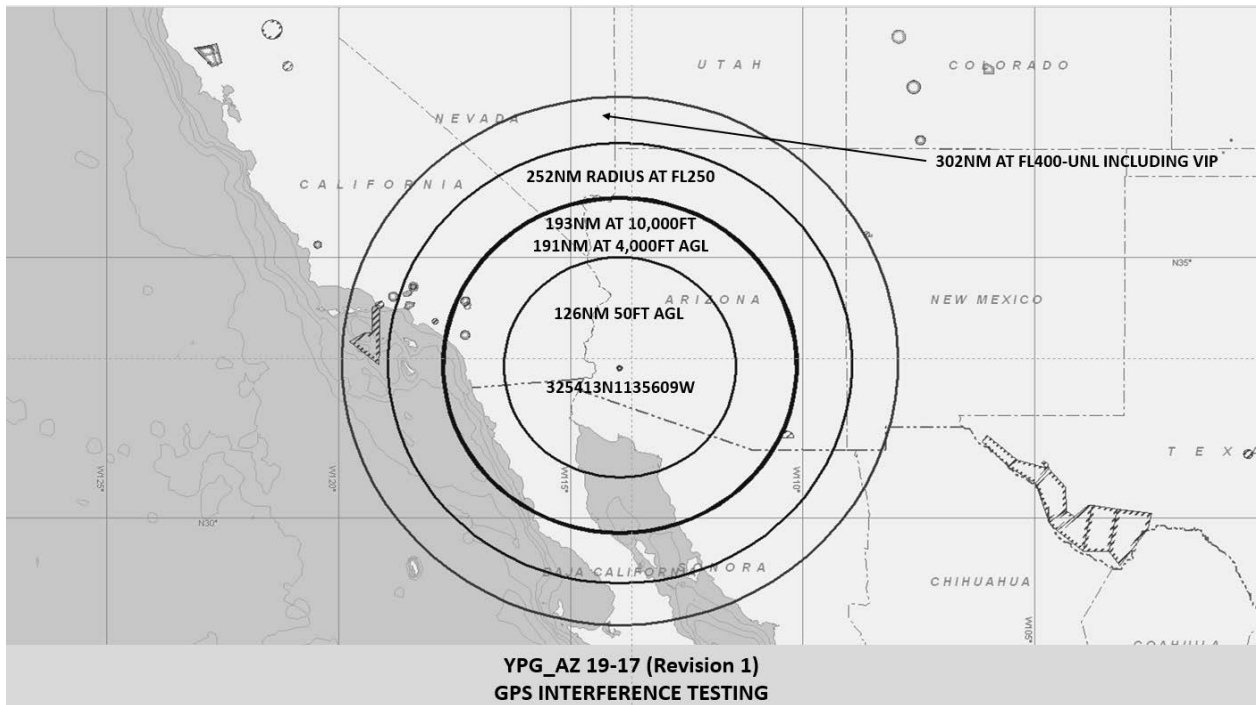 UTAH
COLORADO
NEVADA
302NM AT FL400-UNL INCLUDING VIP
CALIFORNIA
252NM RADIUS AT FL250
193NM AT 10,000FT
191NM AT 4,000FT AGL
N35°
ARIZONA
NEW MEXICO
126NM 50FT AGL
325413N1135609W
TEXA
W125°
W120°
W115°
W110°
N30°
BAJA CALIFORNIA
SONORA
CHIHUAHUA
W105°
COAHUILA
YPG_AZ 19-17 (Revision 1)
GPS INTERFERENCE TESTING